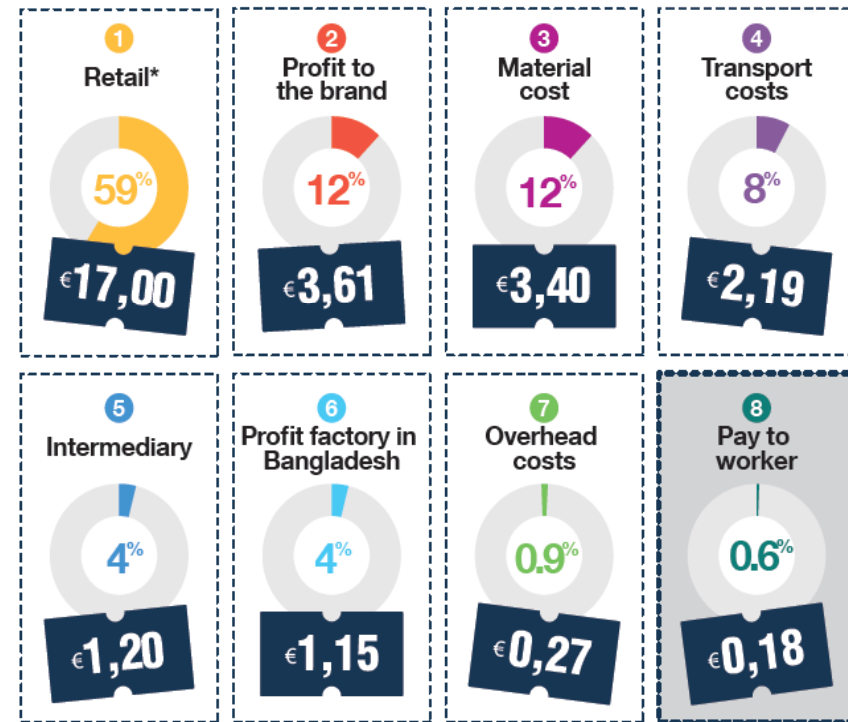 1
Retail*
59%
€17,00
2
Profit to
the brand
12%
€3,61
3
Material
cost
12%
€3,40
4
Transport
costs
8%
€2,19
5
Intermediary
4%
€1,20
6
Profit factory in
Bangladesh
4%
€1,15
7
Overhead
costs
0.9%
€0,27
8
Pay to
worker
0.6%
€0,18